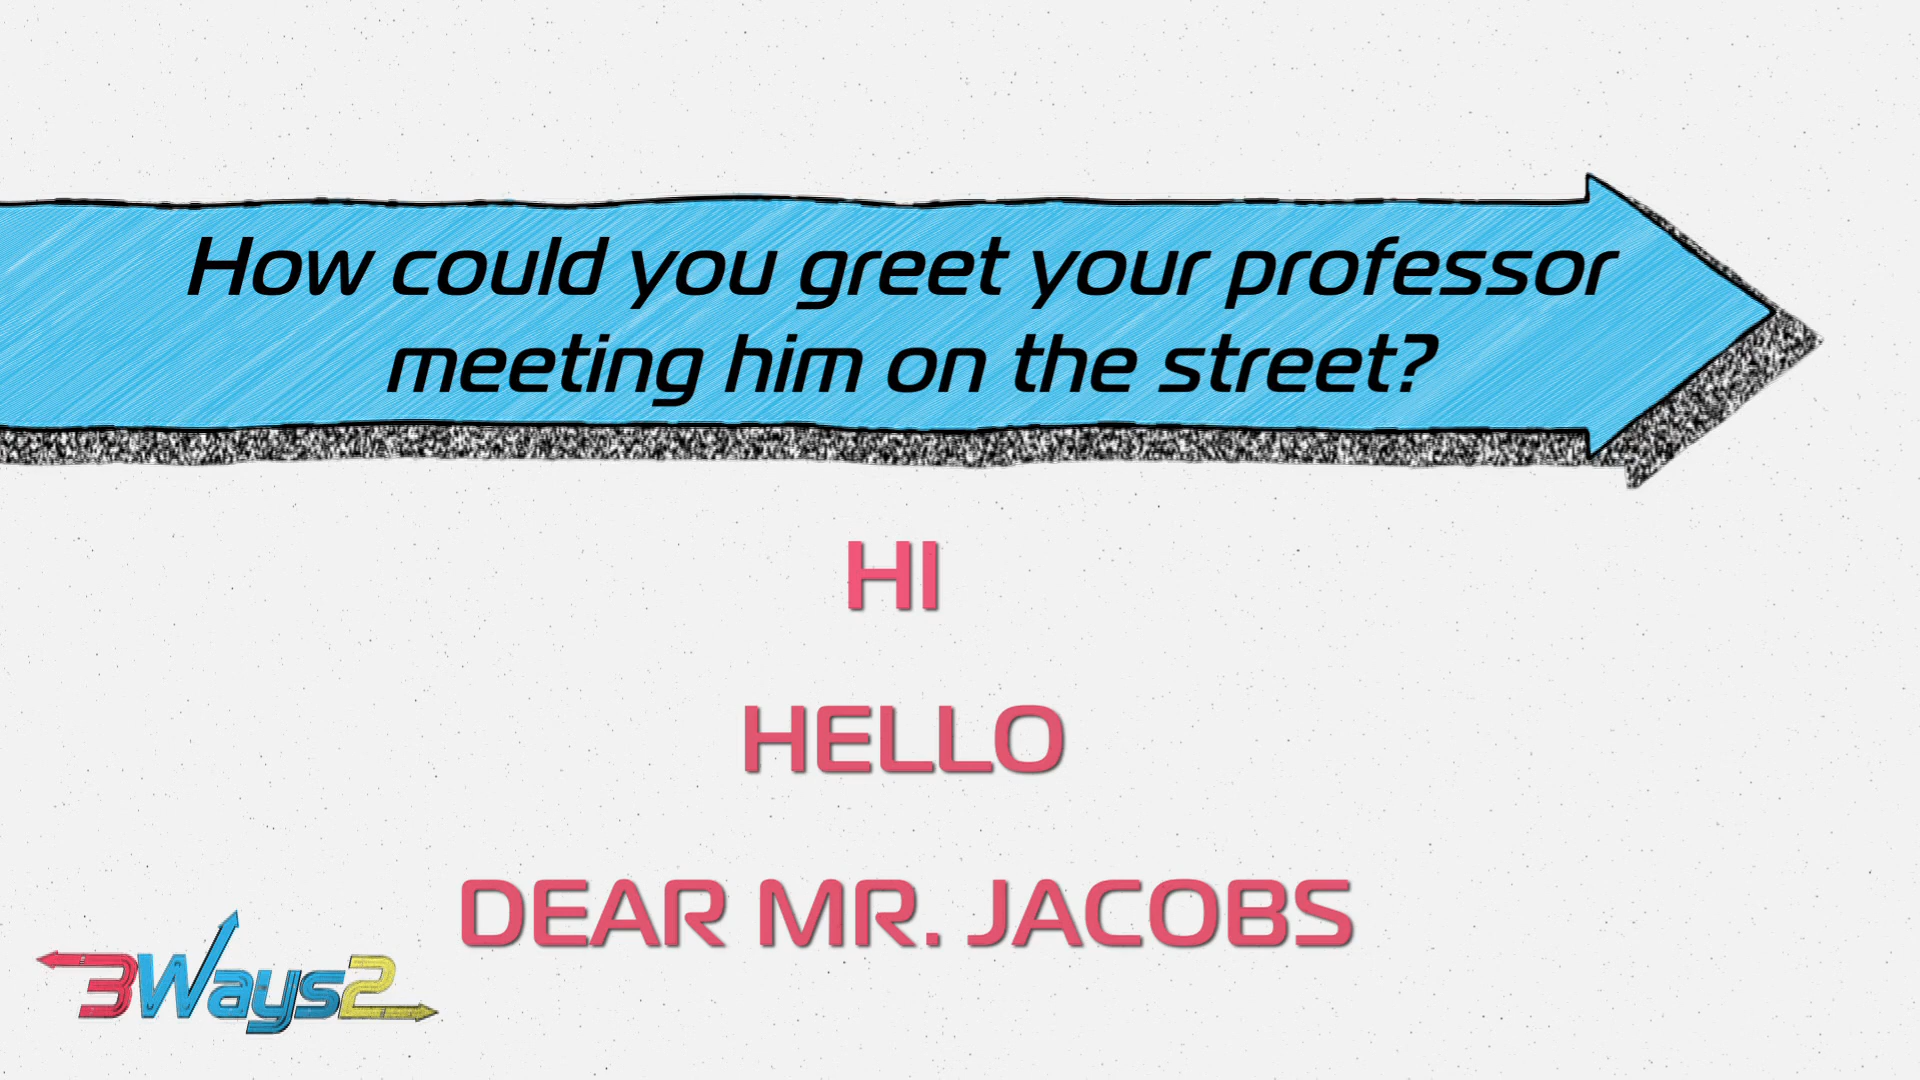 How could you greet your professor
meeting him on the street?
HI
HELLO
DEAR MR. JACOBS
3Ways2